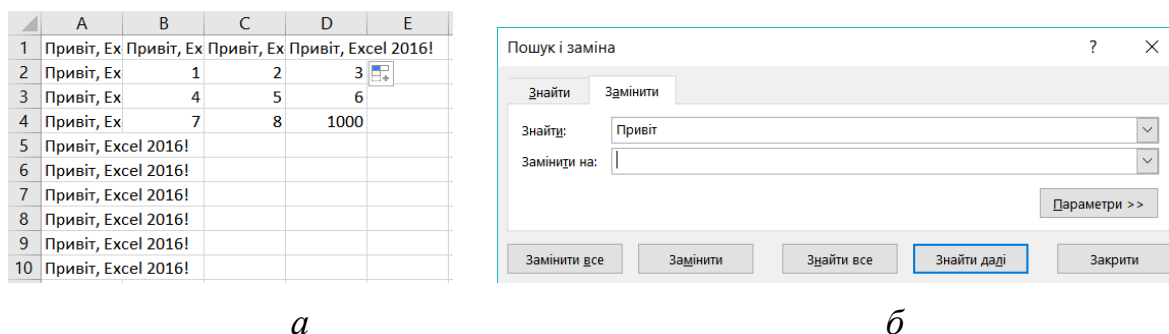 A B C D E
1 Привіт, Ex Привіт, Ex Привіт, Ex Привіт, Excel 2016!
2 Привіт, Ex 1 2 3
3 Привіт, Ex 4 5 6
4 Привіт, Ex 7 8 1000
5 Привіт, Excel 2016!
6 Привіт, Excel 2016!
7 Привіт, Excel 2016!
8 Привіт, Excel 2016!
9 Привіт, Excel 2016!
10 Привіт, Excel 2016!
а
Пошук і заміна ? ×
Знайти Замінити
Знайти: Привіт
Замінити на:
Параметри >>
Замінити все Замінити Знайти все Знайти далі Закрити
б